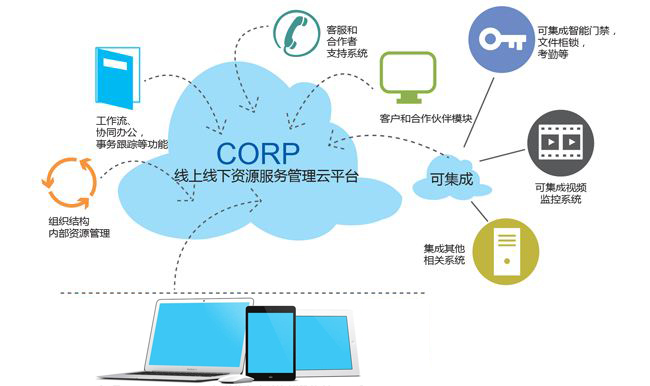 客服和
合作者
支持系统
可集成智能门禁，
文件柜锁，
考勤等
工作流、
协同办公，
事务跟踪等功能
客户和合作伙伴模块
CORP
线上线下资源服务管理云平台
可集成
可集成视频
监控系统
组织结构
内部资源管理
集成其他
相关系统